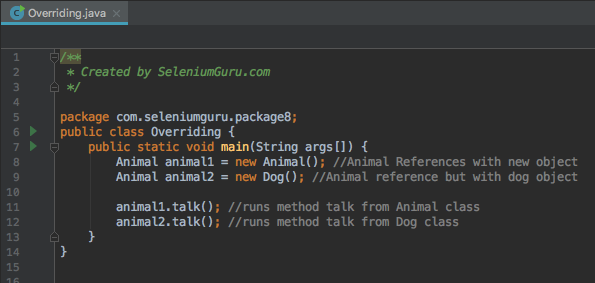 Overriding.java
1 /**
2 * Created by SeleniumGuru.com
3 */
4
5 package com.seleniumguru.package8;
6 public class Overriding {
7 public static void main(String args[]) {
8 Animal animal1 = new Animal(); //Animal References with new object
9 Animal animal2 = new Dog(); //Animal reference but with dog object
10
11 animal1.talk(); //runs method talk from Animal class
12 animal2.talk(); //runs method talk from Dog class
13 }
14 }
15
16